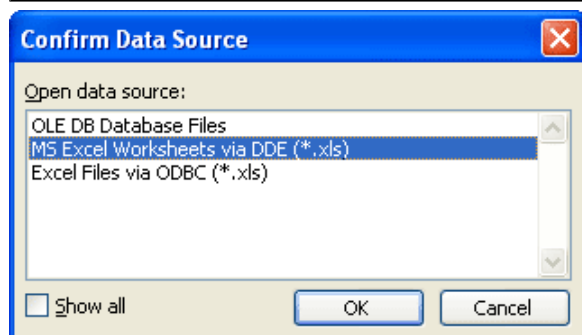 Confirm Data Source
Open data source:
OLE DB Database Files
MS Excel Worksheets via DDE (*.xls)
Excel Files via ODBC (*.xls)
Show all
OK
Cancel